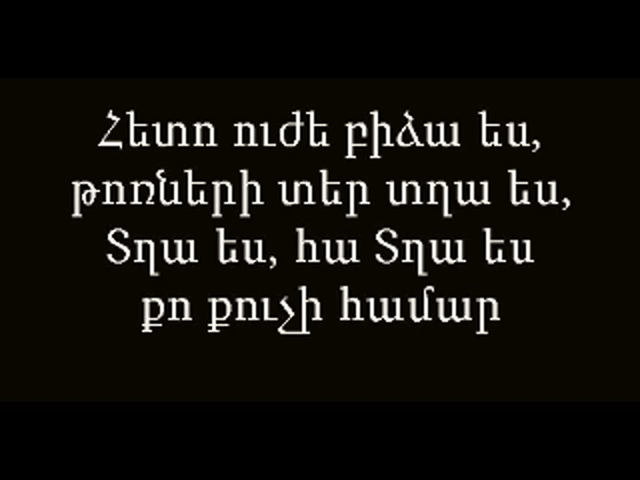 Հետո ուժե բիձա ես,
թոռների տեր տղա ես,
Տղա ես, հա Տղա ես
քո քուչի համար